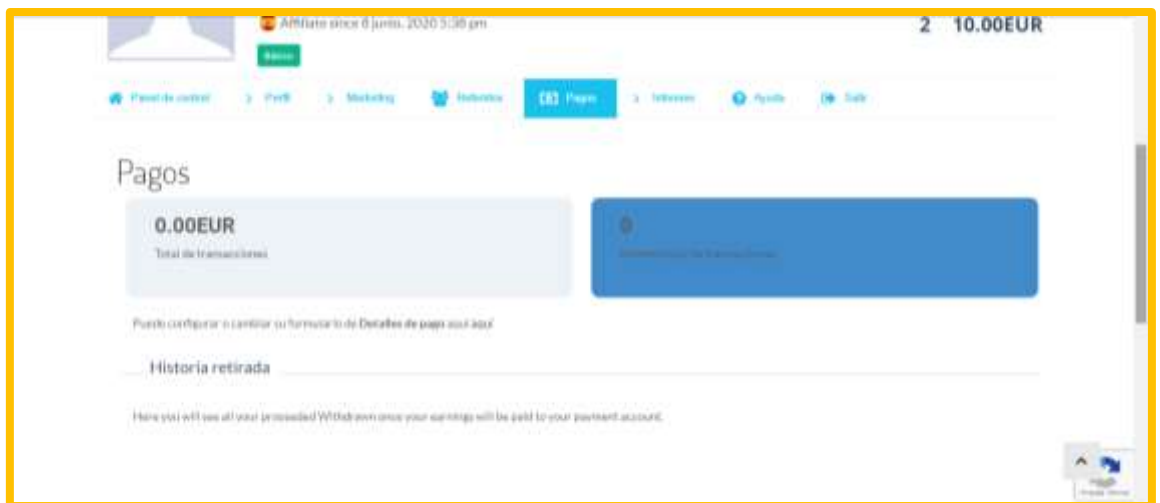 Affiliate since 6 junio, 2020 5:38 pm
2 10.00EUR
Básico
Panel de control Perfil Marketing Referidos Pagos Informes Ayuda Salir
Pagos
0.00EUR
Total de transacciones
0
Puede configurar o cambiar su formulario de Detalles de pago aquí aquí
Historia retirada
Here you will see all your proceeded Withdrawn once your earnings will be paid to your payment account.